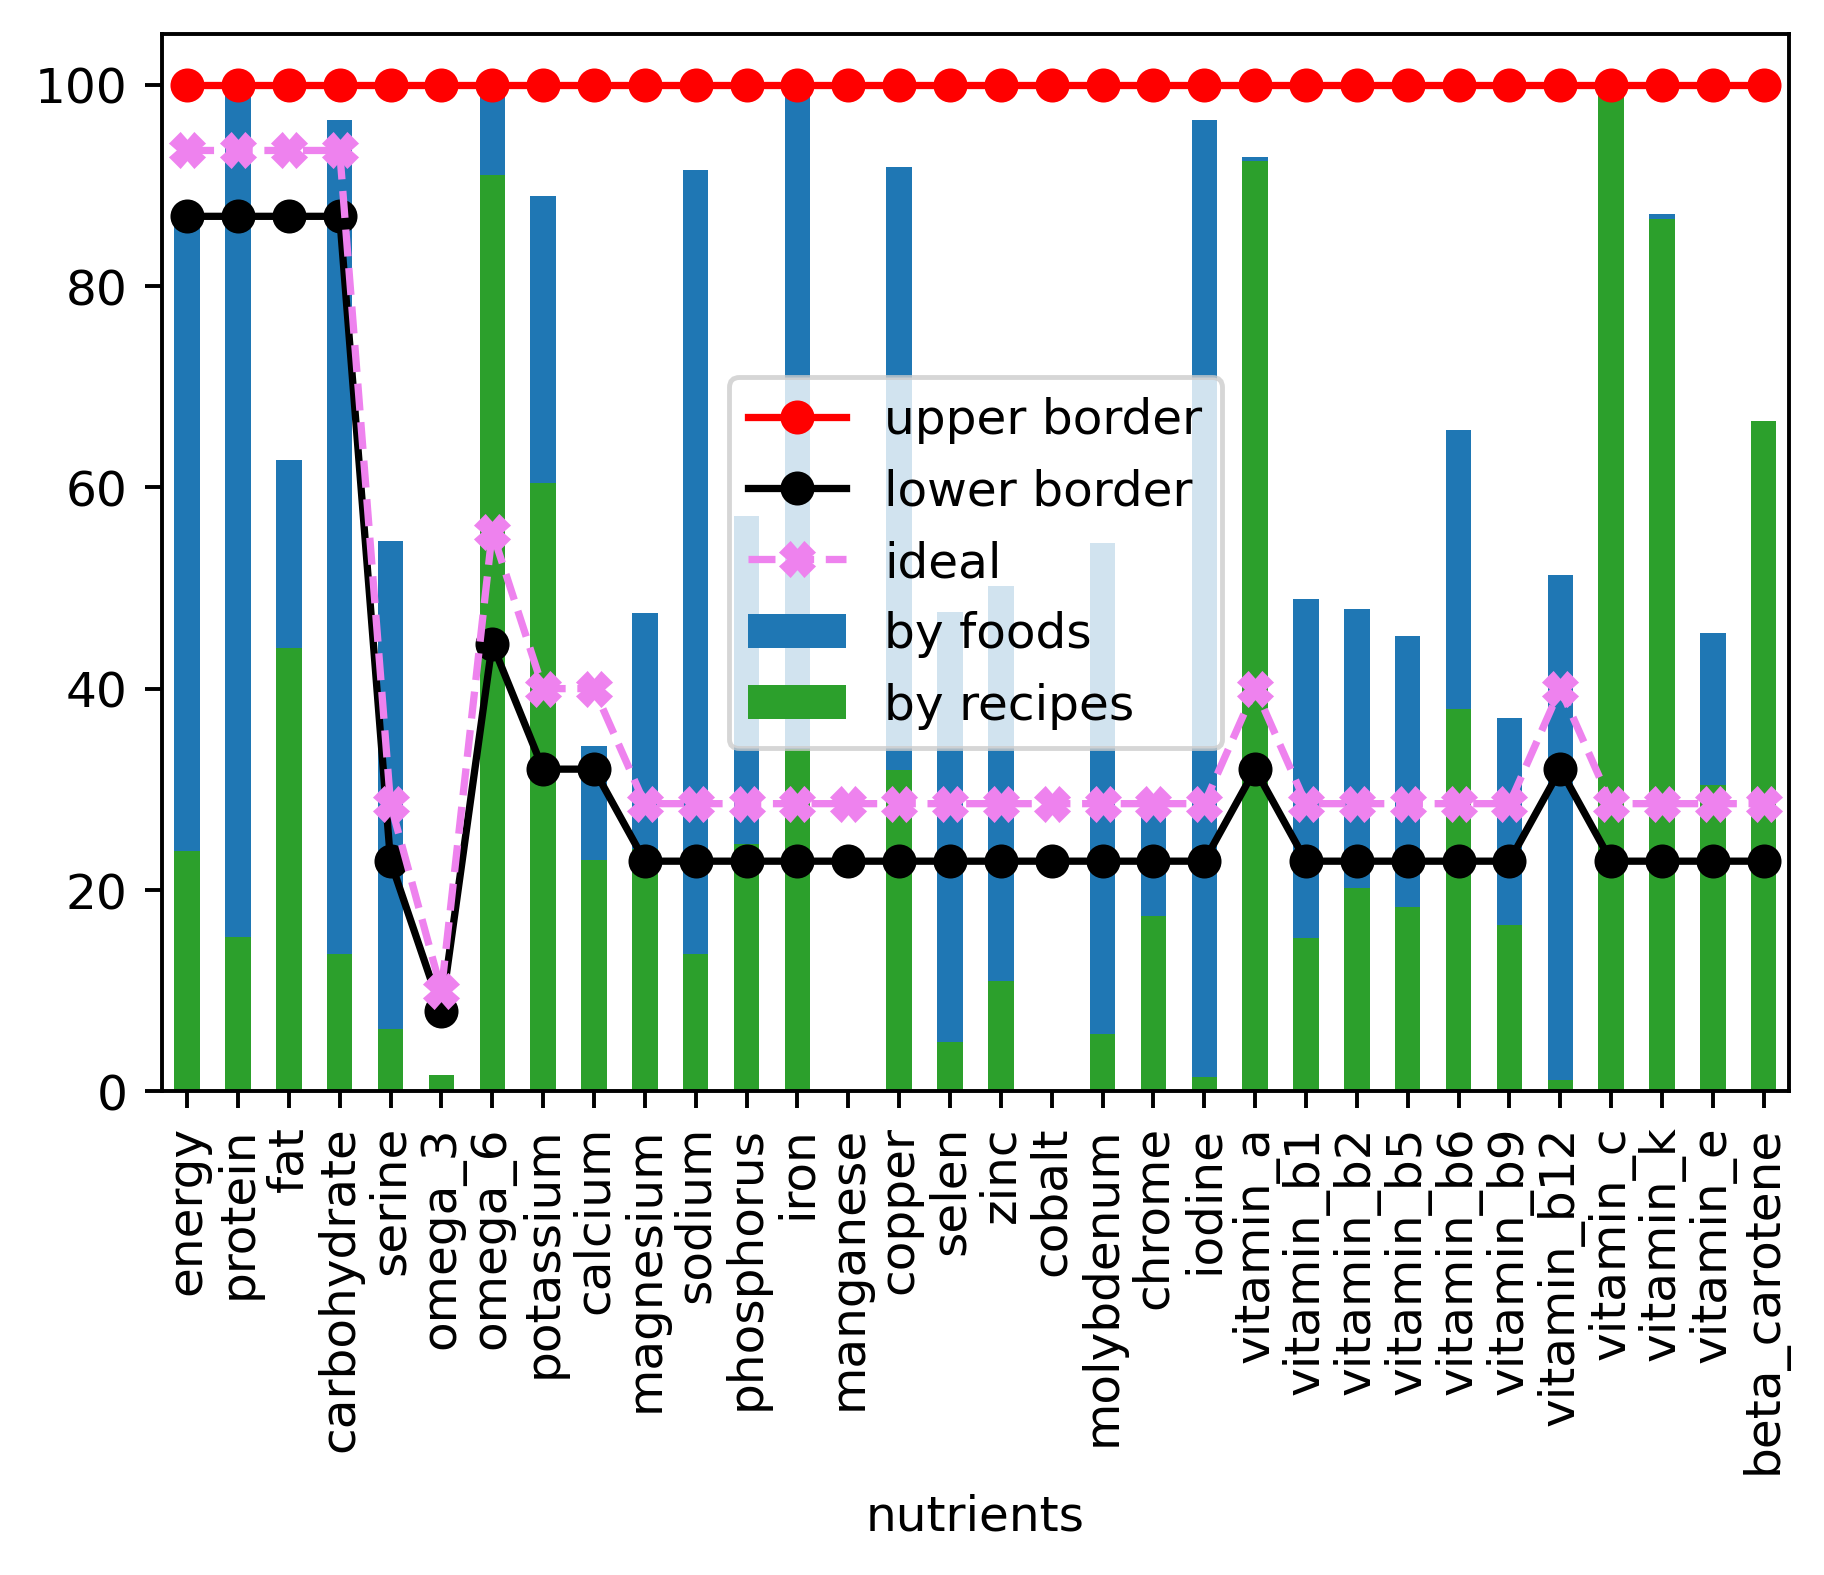 100
80
60
40
20
0
upper border
lower border
ideal
by foods
by recipes
energy
protein
fat
carbohydrate
serine
omega_3
omega_6
potassium
calcium
magnesium
sodium
phosphorus
iron
manganese
copper
selen
zinc
cobalt
molybdenum
chrome
iodine
vitamin_a
vitamin_b1
vitamin_b2
vitamin_b5
vitamin_b6
vitamin_b9
vitamin_b12
vitamin_c
vitamin_k
vitamin_e
beta_carotene
nutrients